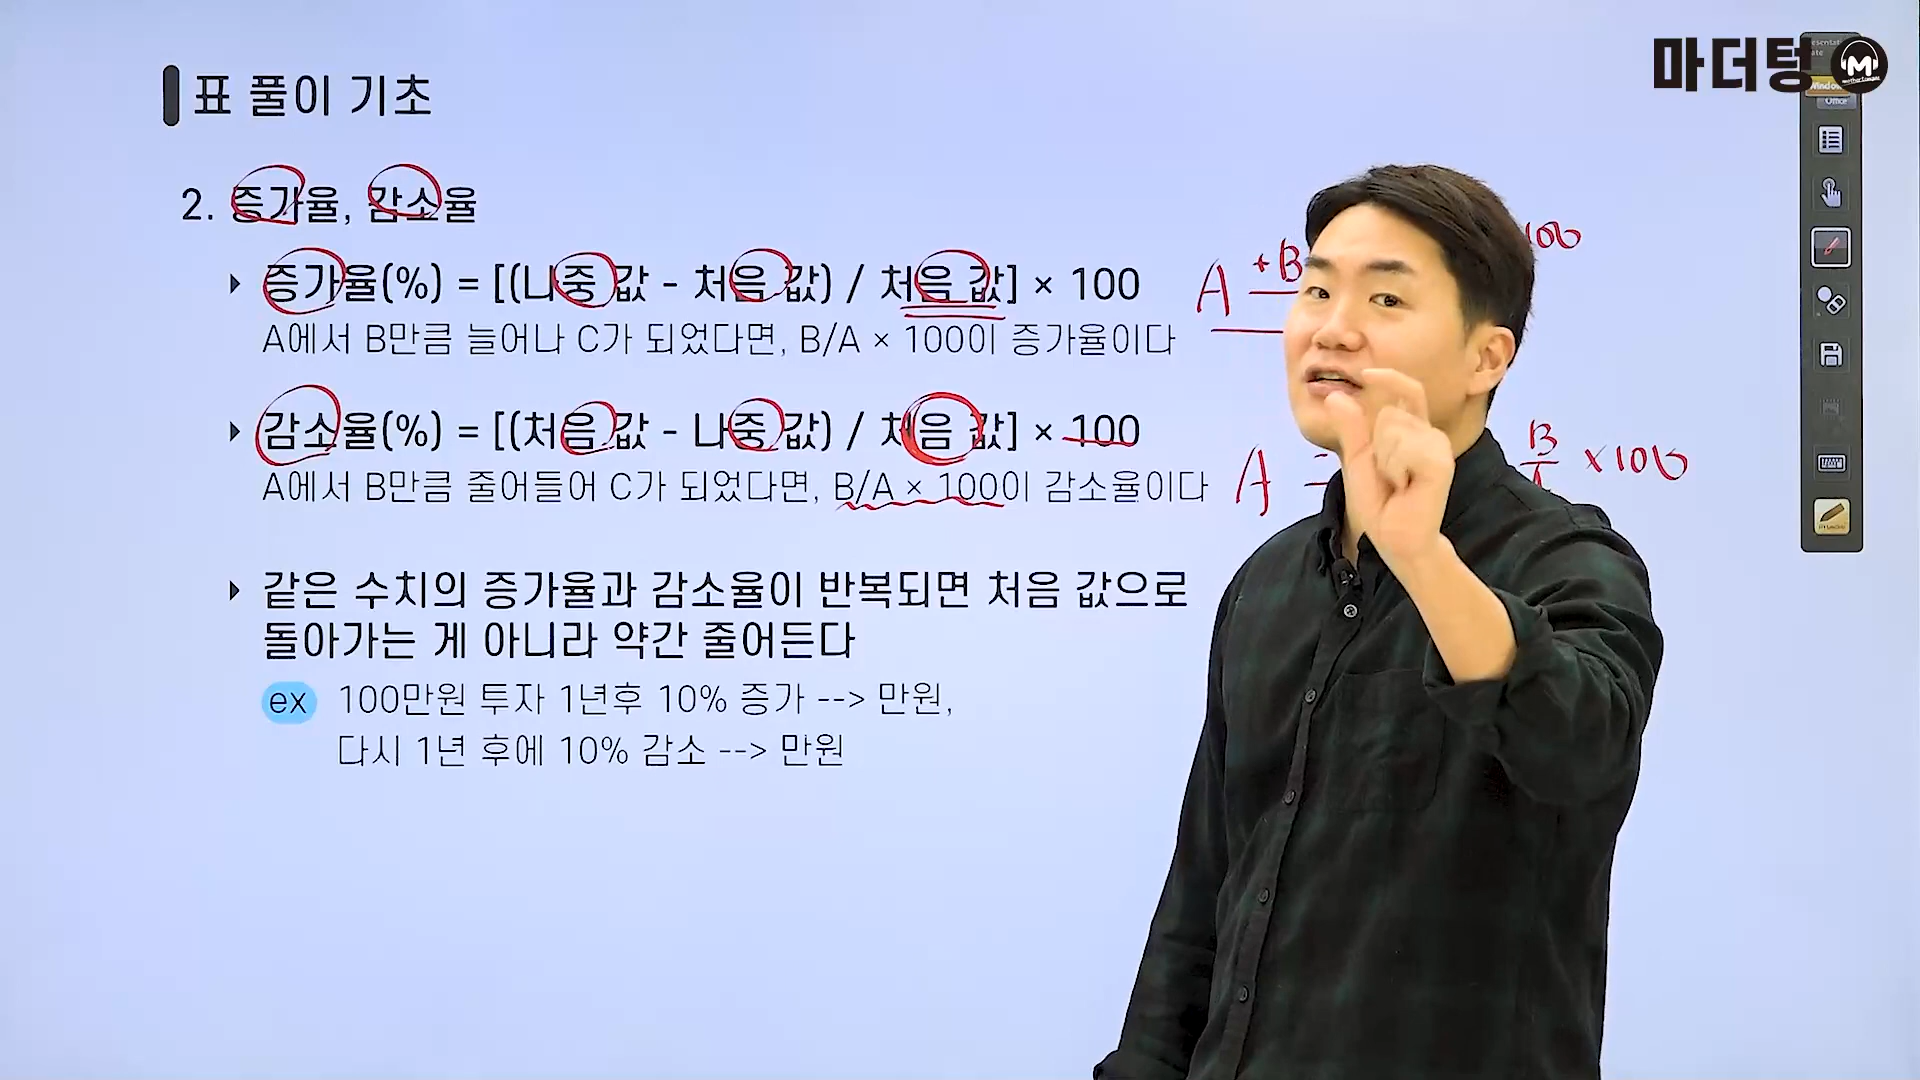 마더텅
표 풀이 기초
2. 증가율, 감소율
증가율(%) = [(나중 값 - 처음 값) / 처음 값] × 100
A에서 B만큼 늘어나 C가 되었다면, B/A × 100이 증가율이다
A +B 100
감소율(%) = [(처음 값 - 나중 값) / 처음 값] × 100
A에서 B만큼 줄어들어 C가 되었다면, B/A × 100이 감소율이다
A B ×100
같은 수치의 증가율과 감소율이 반복되면 처음 값으로
돌아가는 게 아니라 약간 줄어든다
ex 100만원 투자 1년후 10% 증가 --> 만원,
다시 1년 후에 10% 감소 --> 만원